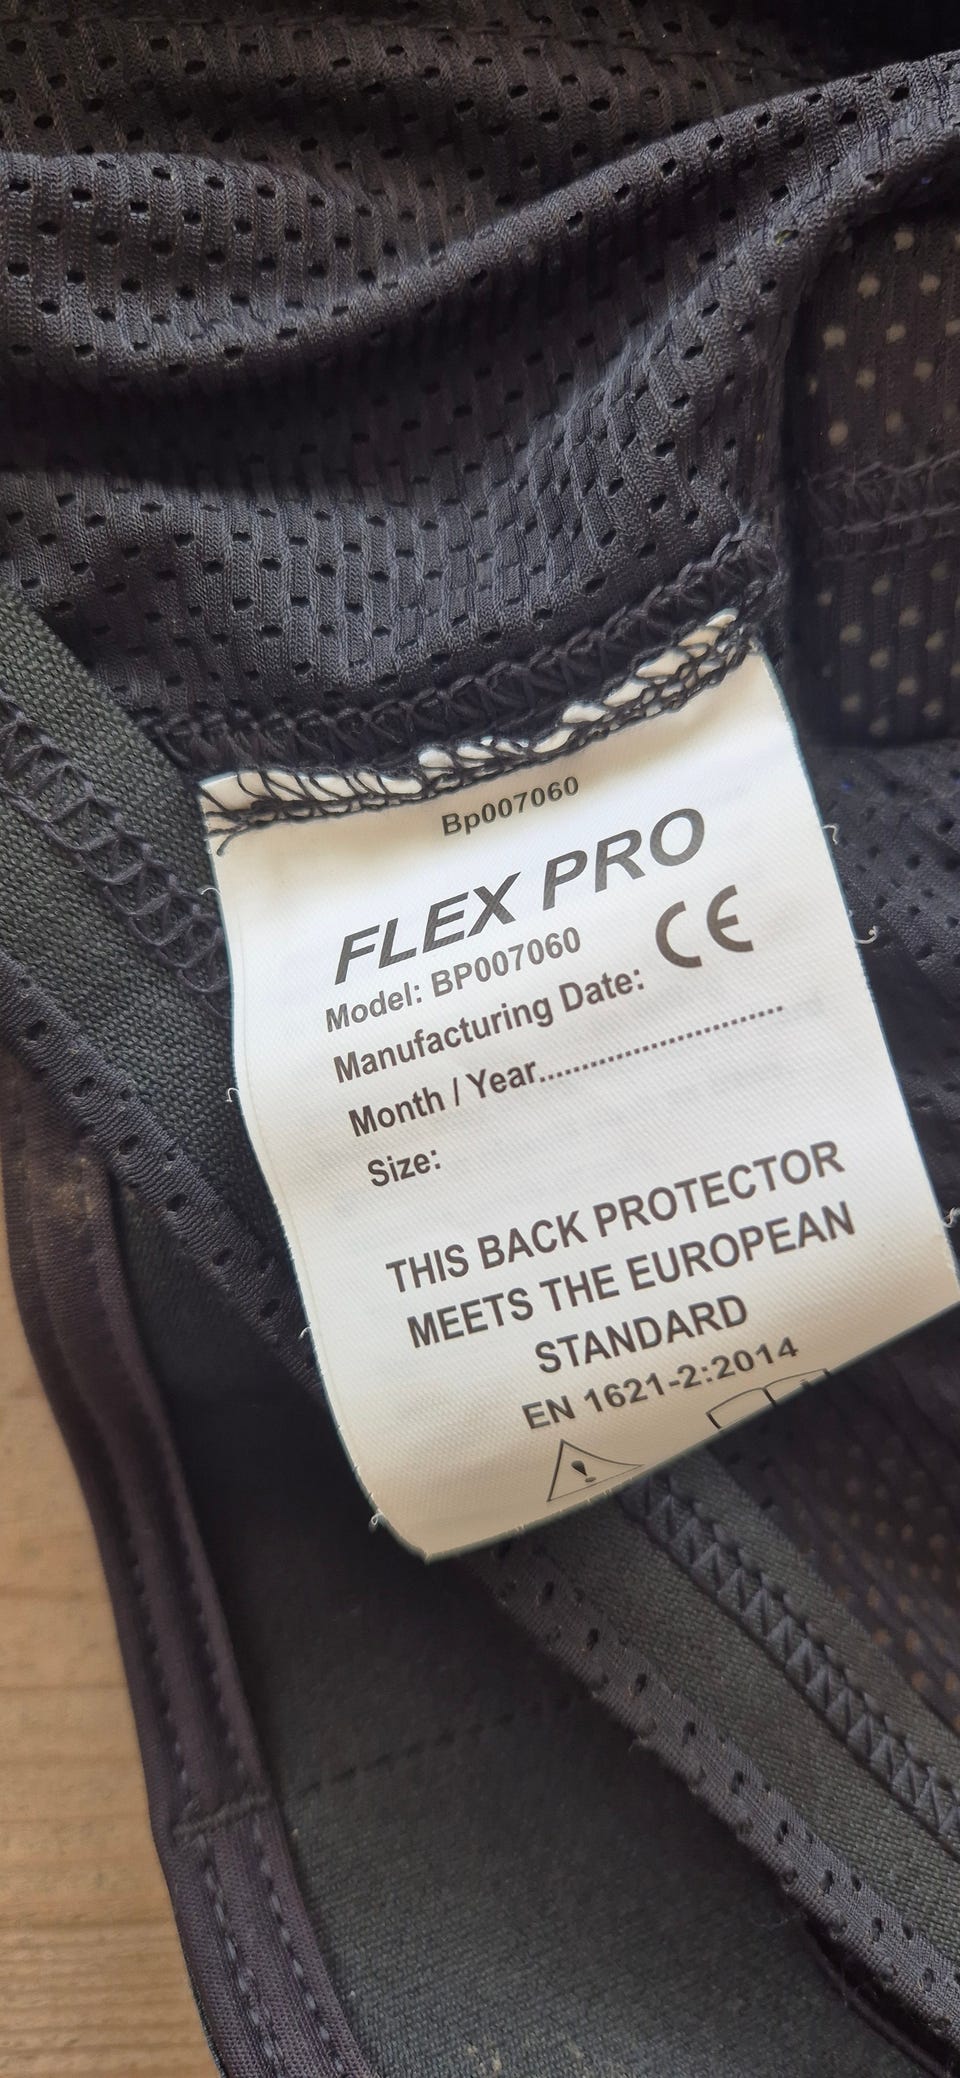 Bp007060
FLEX PRO
Model: BP007060 CE
Manufacturing Date:
Month / Year.............................
Size:
THIS BACK PROTECTOR
MEETS THE EUROPEAN
STANDARD
EN 1621-2:2014
!